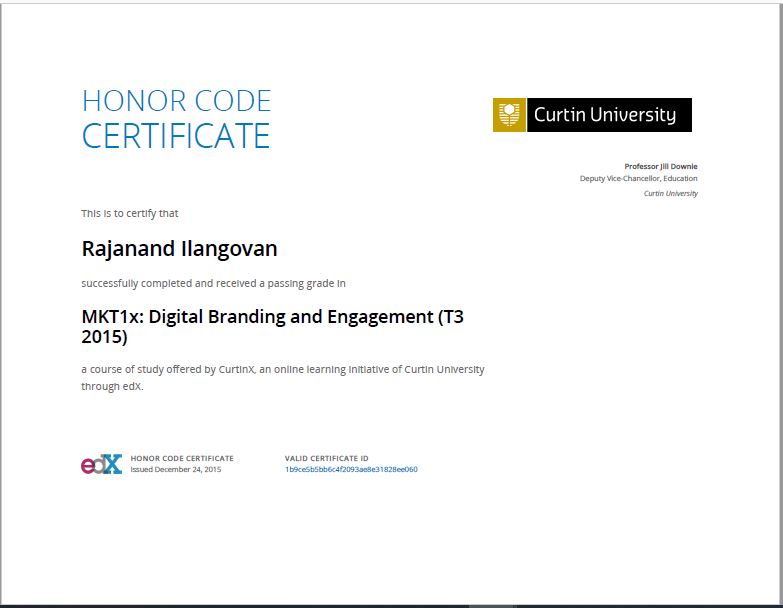 HONOR CODE
CERTIFICATE
Curtin University
Professor Jill Downie
Deputy Vice-Chancellor, Education
Curtin University
This is to certify that
Rajanand Ilangovan
successfully completed and received a passing grade in
MKT1x: Digital Branding and Engagement (T3
2015)
a course of study offered by CurtinX, an online learning initiative of Curtin University
through edX.
edX
HONOR CODE CERTIFICATE
Issued December 24, 2015
VALID CERTIFICATE ID
1b9ce5b5bb6c4f2093ae8e31828ee060